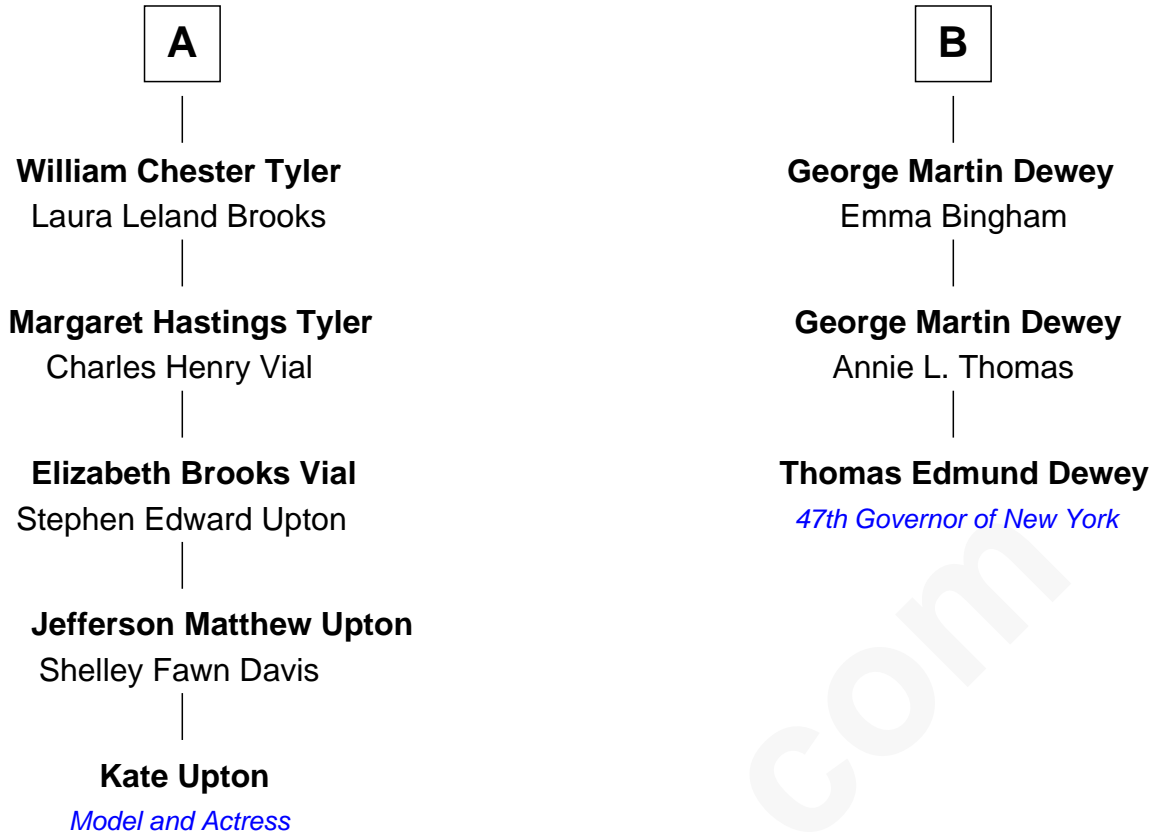 A
William Chester Tyler
Laura Leland Brooks
Margaret Hastings Tyler
Charles Henry Vial
Elizabeth Brooks Vial
Stephen Edward Upton
Jefferson Matthew Upton
Shelley Fawn Davis
Kate Upton
Model and Actress
B
George Martin Dewey
Emma Bingham
George Martin Dewey
Annie L. Thomas
Thomas Edmund Dewey
47th Governor of New York
com